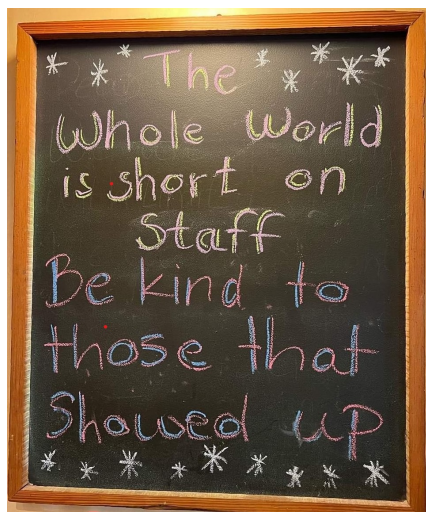 The
Whole World
is short on
Staff
Be kind to
those that
Showed up